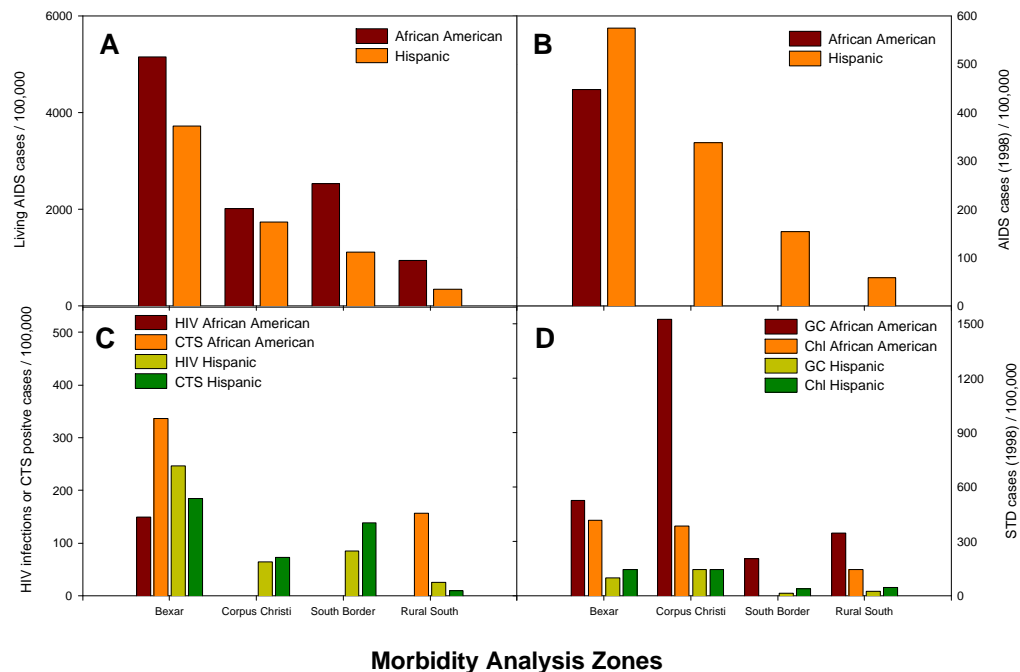 6000
4000
2000
0
Living AIDS cases / 100,000
A
African American
Hispanic
B
African American
Hispanic
600
500
400
300
200
100
0
AIDS cases (1998) / 100,000
500
400
300
200
100
0
HIV infections or CTS positve cases / 100,000
C
HIV African American
CTS African American
HIV Hispanic
CTS Hispanic
Bexar Corpus Christi South Border Rural South
D
GC African American
Chl African American
GC Hispanic
Chl Hispanic
1500
1200
900
600
300
0
STD cases (1998) / 100,000
Bexar Corpus Christi South Border Rural South
Morbidity Analysis Zones